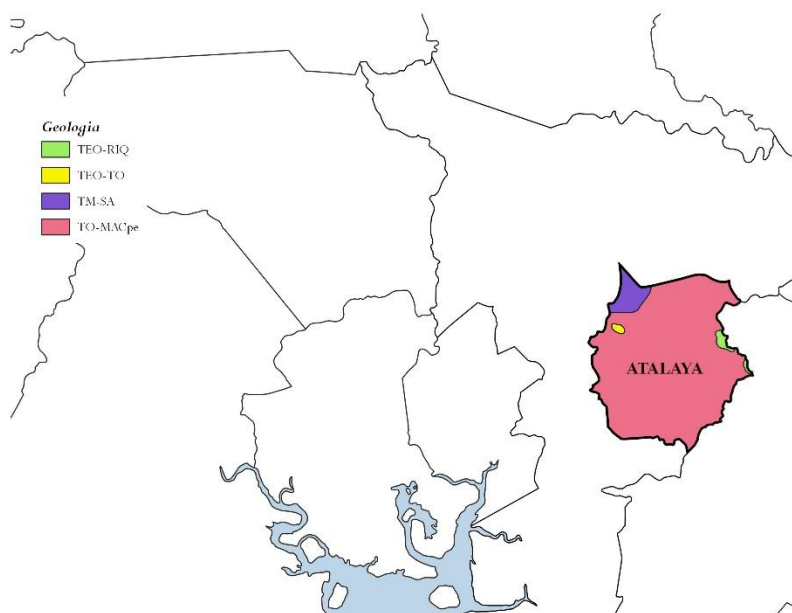 Geologia
TEO-RIQ
TEO-TO
TM-SA
TO-MACpe
ATALAYA